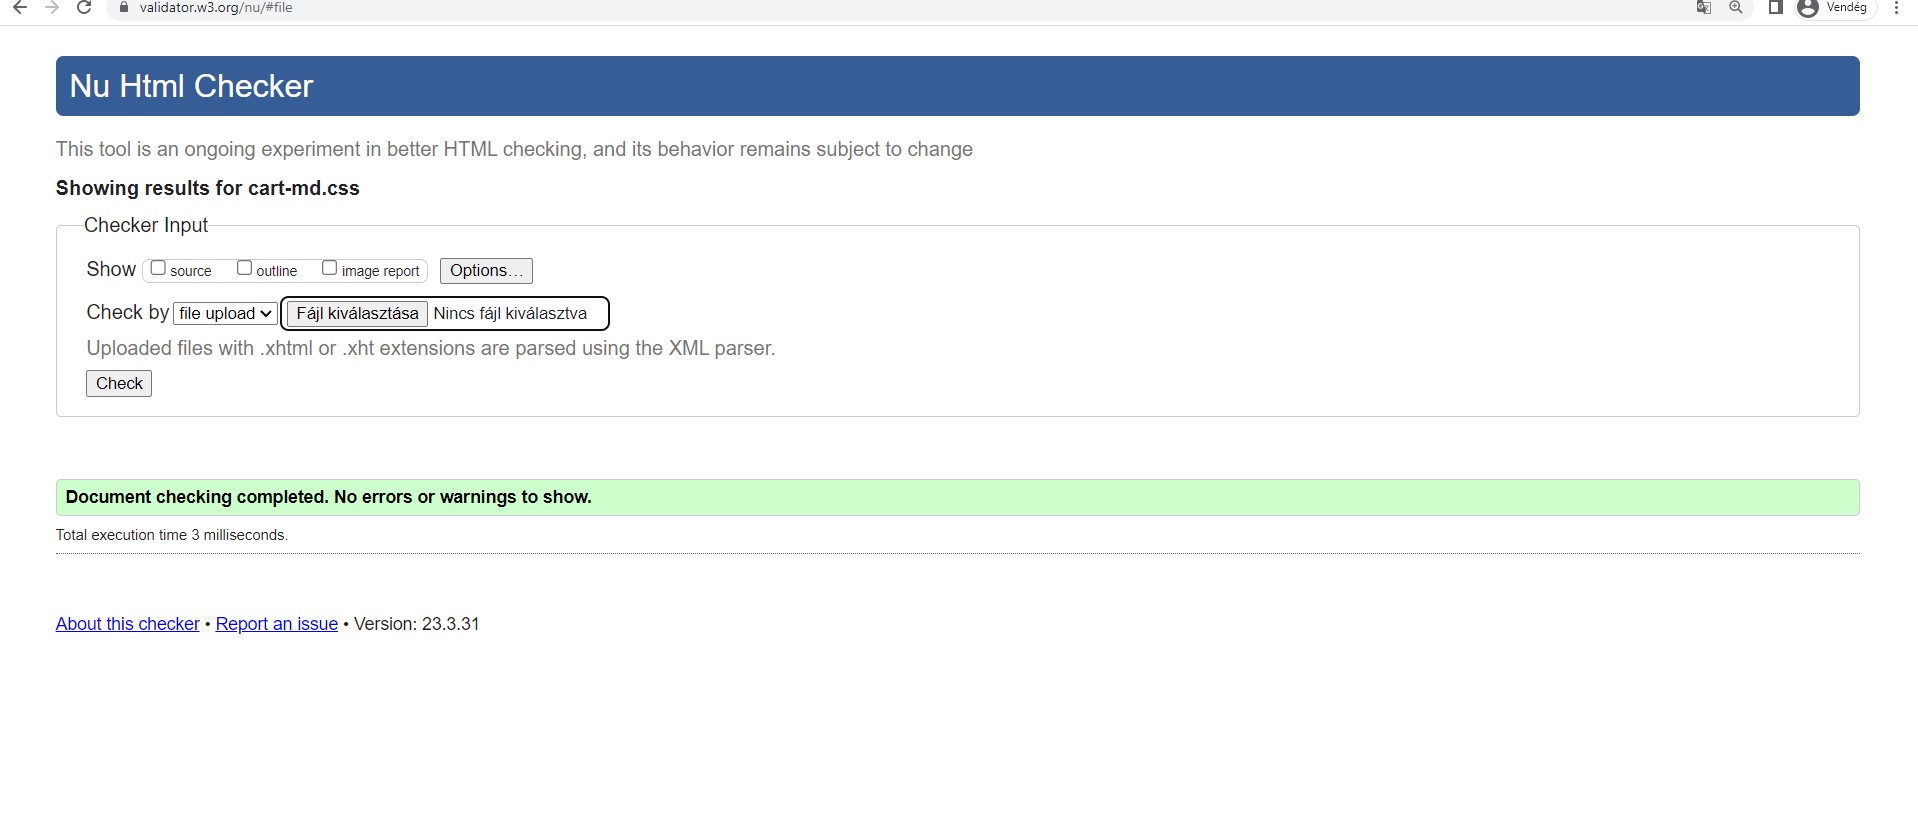 validator.w3.org/nu/#file
Vendég
Nu Html Checker
This tool is an ongoing experiment in better HTML checking, and its behavior remains subject to change
Showing results for cart-md.css
Checker Input
Show source outline image report Options...
Check by file upload Fájl kiválasztása Nincs fájl kiválasztva
Uploaded files with .xhtml or .xht extensions are parsed using the XML parser.
Check
Document checking completed. No errors or warnings to show.
Total execution time 3 milliseconds.
About this checker • Report an issue • Version: 23.3.31